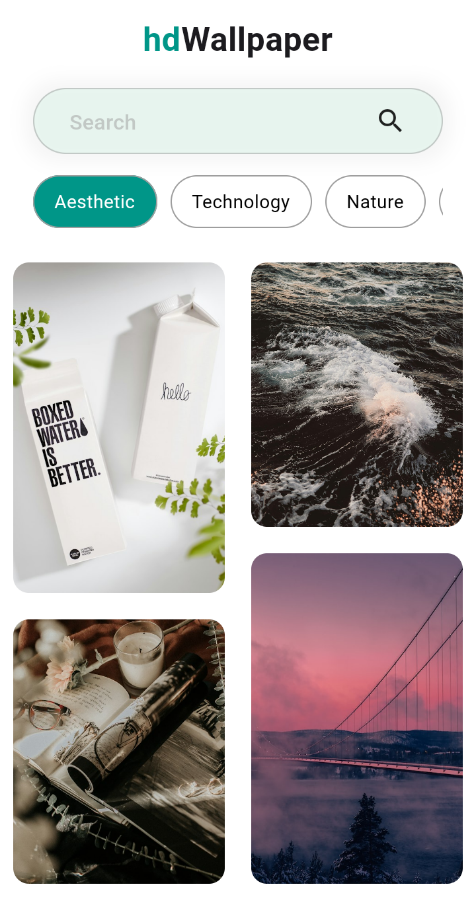 hdWallpaper
Search
Aesthetic
Technology
Nature
BOXED
WATER
IS
BETTER.
hello